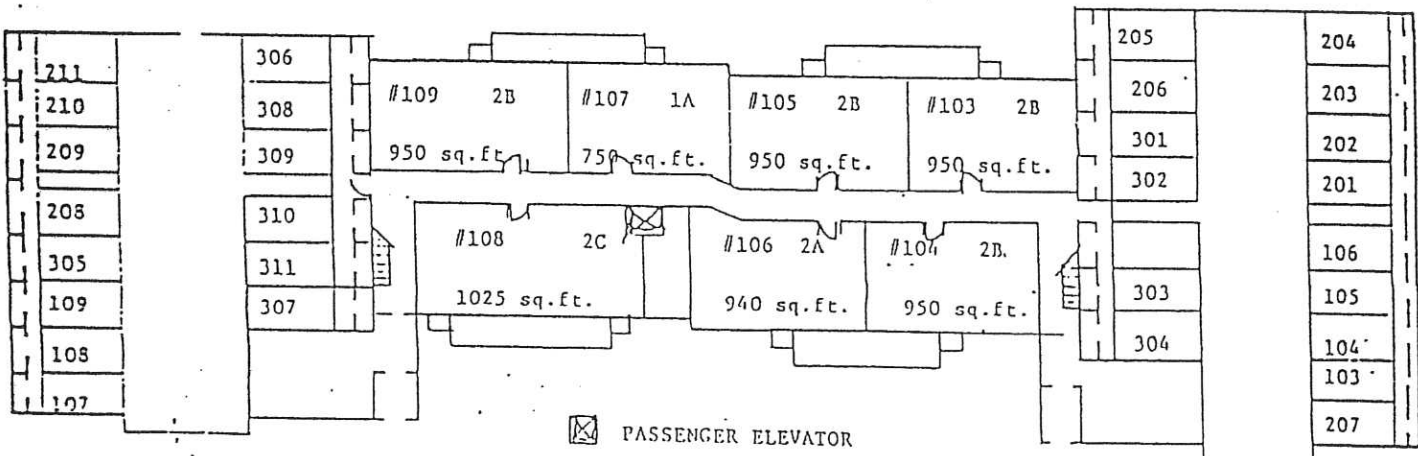 211
210
209
208
305
109
108
107
306
308
309
310
311
307
#109 2B
950 sq.ft.
#107 1A
750 sq.ft.
#105 2B
950 sq.ft.
#103 2B
950 sq.ft.
#108 2C
1025 sq.ft.
#106 2A
940 sq.ft.
#104 2B.
950 sq.ft.
205
206
301
302
303
304
204
203
202
201
106
105
104
103
207
PASSENGER ELEVATOR